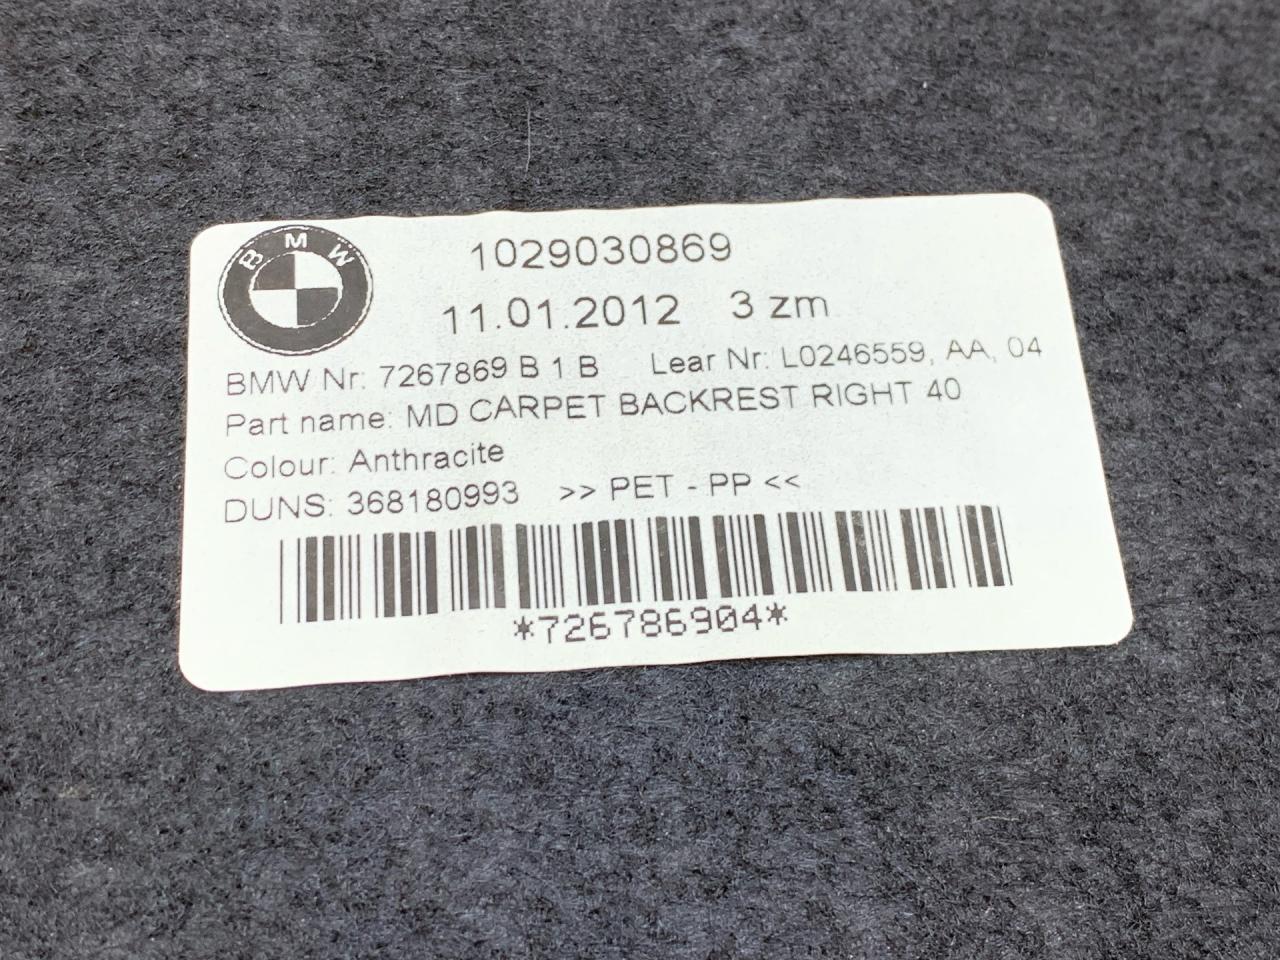 BMW
1029030869
11.01.2012 3 zm
BMW Nr: 7267869 B 1 B Lear Nr: L0246559, AA, 04
Part name: MD CARPET BACKREST RIGHT 40
Colour: Anthracite
DUNS: 368180993 >> PET - PP <<
*726786904*